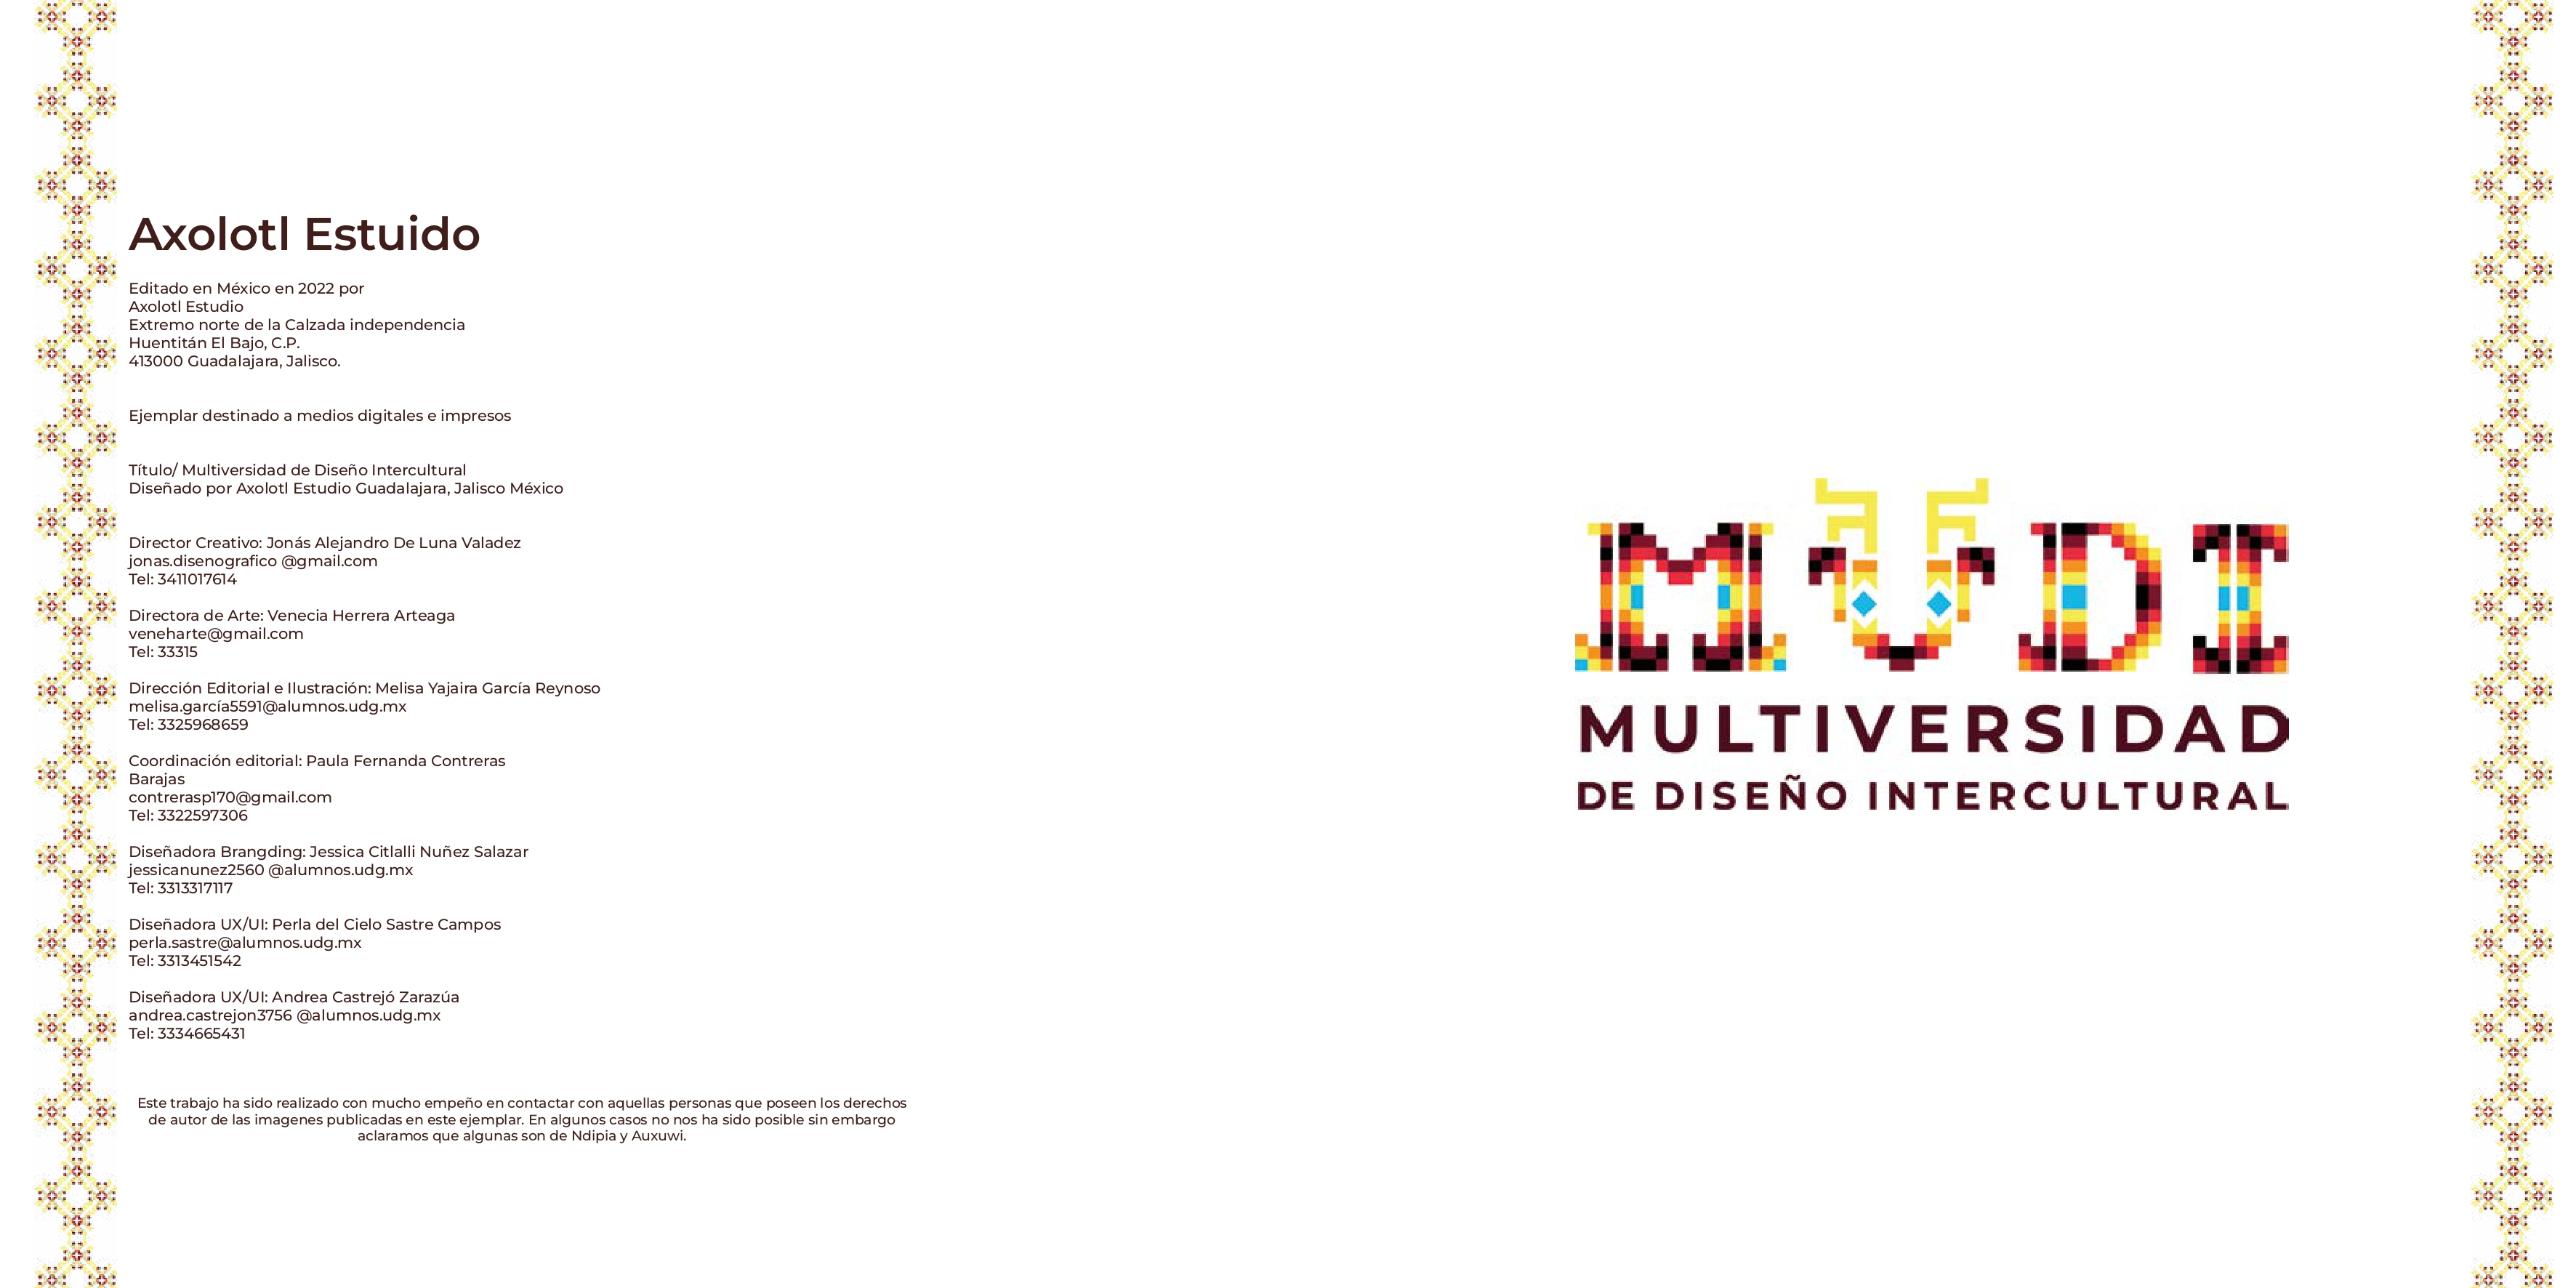 Axolotl Estuido
Editado en México en 2022 por
Axolotl Estudio
Extremo norte de la Calzada independencia
Huentitán El Bajo, C.P.
413000 Guadalajara, Jalisco.
Ejemplar destinado a medios digitales e impresos
Título/ Multiversidad de Diseño Intercultural
Diseñado por Axolotl Estudio Guadalajara, Jalisco México
Director Creativo: Jonás Alejandro De Luna Valadez
jonas.disenografico @gmail.com
Tel: 3411017614
Directora de Arte: Venecia Herrera Arteaga
veneharte@gmail.com
Tel: 33315
Dirección Editorial e Ilustración: Melisa Yajaira García Reynoso
melisa.garcía5591@alumnos.udg.mx
Tel: 3325968659
Coordinación editorial: Paula Fernanda Contreras
Barajas
contrerasp170@gmail.com
Tel: 3322597306
Diseñadora Brangding: Jessica Citlalli Nuñez Salazar
jessicanunez2560 @alumnos.udg.mx
Tel: 3313317117
Diseñadora UX/UI: Perla del Cielo Sastre Campos
perla.sastre@alumnos.udg.mx
Tel: 3313451542
Diseñadora UX/UI: Andrea Castrejó Zarazúa
andrea.castrejon3756 @alumnos.udg.mx
Tel: 3334665431
Este trabajo ha sido realizado con mucho empeño en contactar con aquellas personas que poseen los derechos
de autor de las imagenes publicadas en este ejemplar. En algunos casos no nos ha sido posible sin embargo
aclaramos que algunas son de Ndipia y Auxuwi.
MUDI
MULTIVERSIDAD
DE DISEÑO INTERCULTURAL